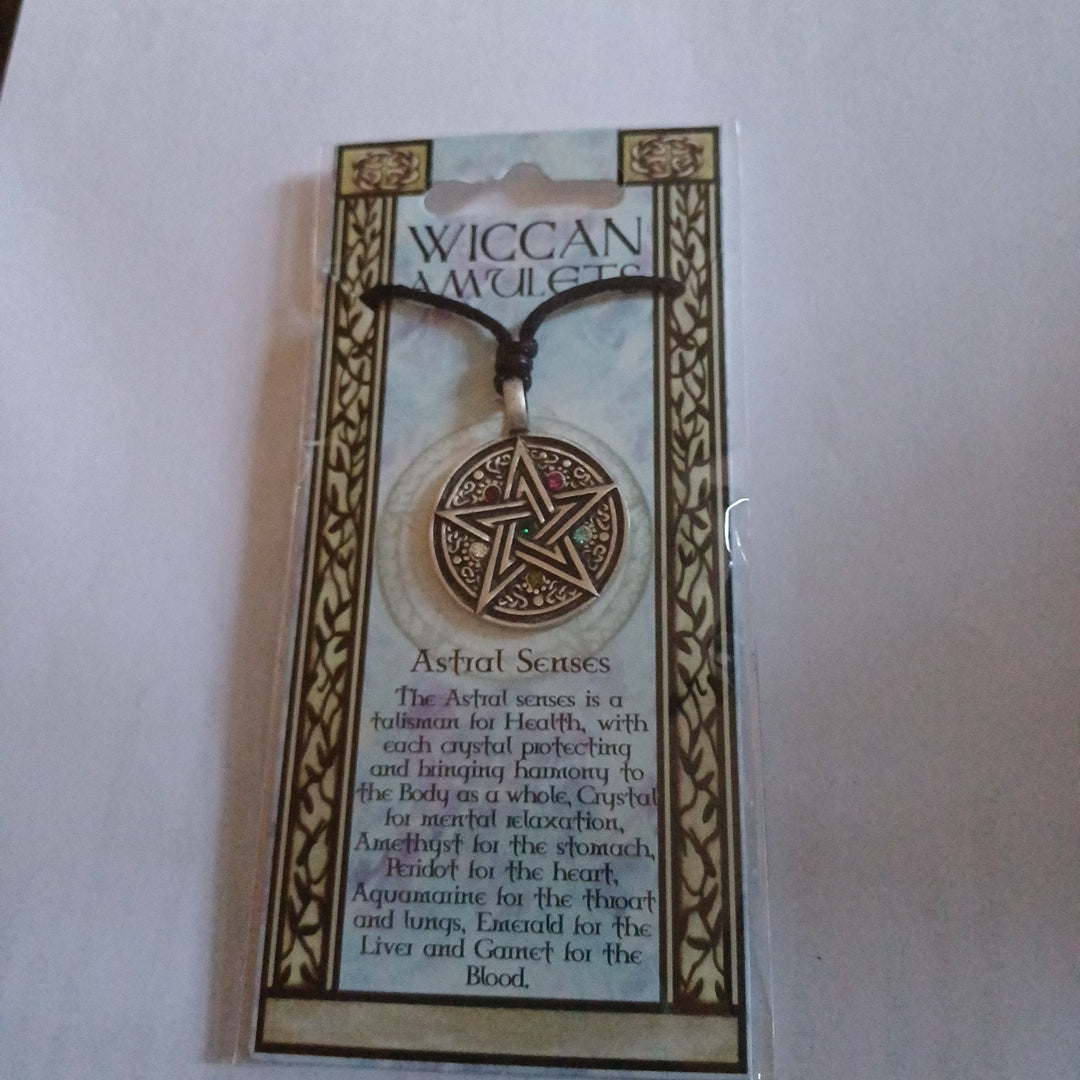 WICCAN
AMULETS
Astral Senses
The Astral senses is a
talisman for Health, with
each crystal protecting
and bringing harmony to
the Body as a whole, Crystal
for mental relaxation,
Amethyst for the stomach,
Peridot for the heart,
Aquamarine for the throat
and lungs, Emerald for the
Liver and Garnet for the
Blood.